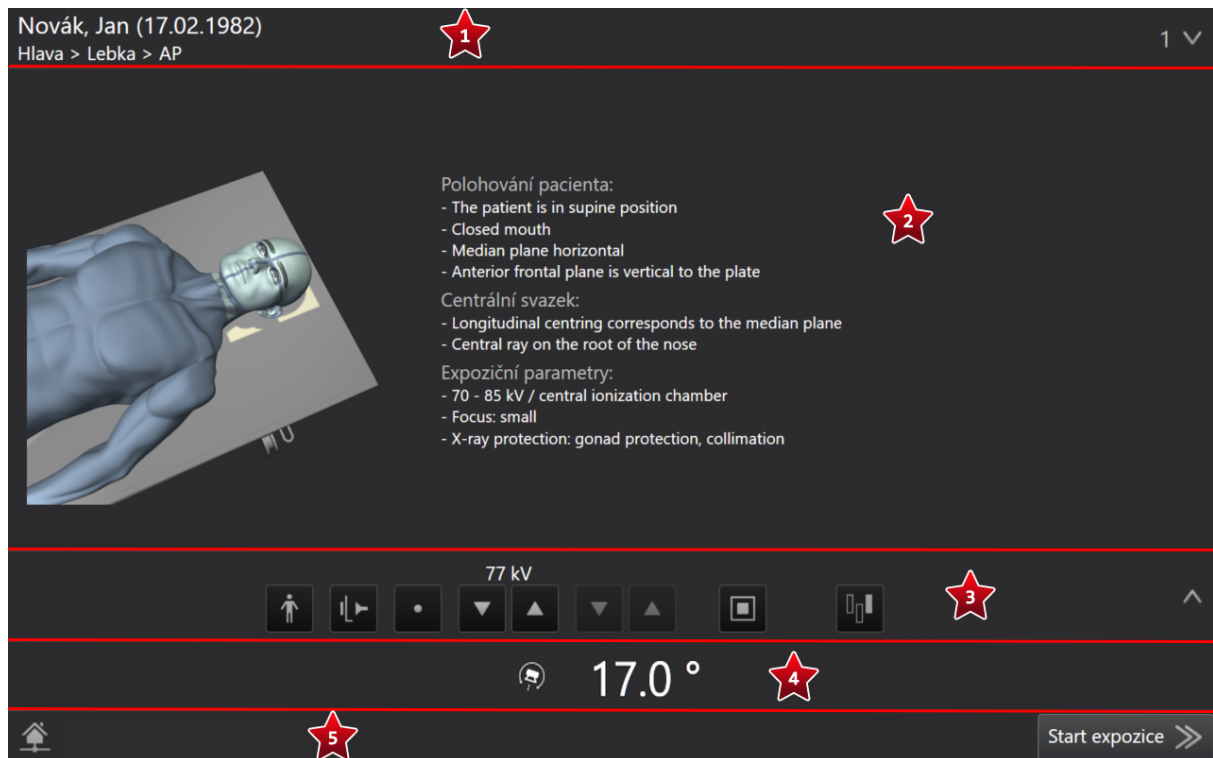 Novák, Jan (17.02.1982)
1
Hlava > Lebka > AP
1
Polohování pacienta:
- The patient is in supine position
- Closed mouth
- Median plane horizontal
- Anterior frontal plane is vertical to the plate
2
Centrální svazek:
- Longitudinal centring corresponds to the median plane
- Central ray on the root of the nose
Expoziční parametry:
- 70 - 85 kV / central ionization chamber
- Focus: small
- X-ray protection: gonad protection, collimation
77 kV
3
17.0 °
4
5
Start expozice